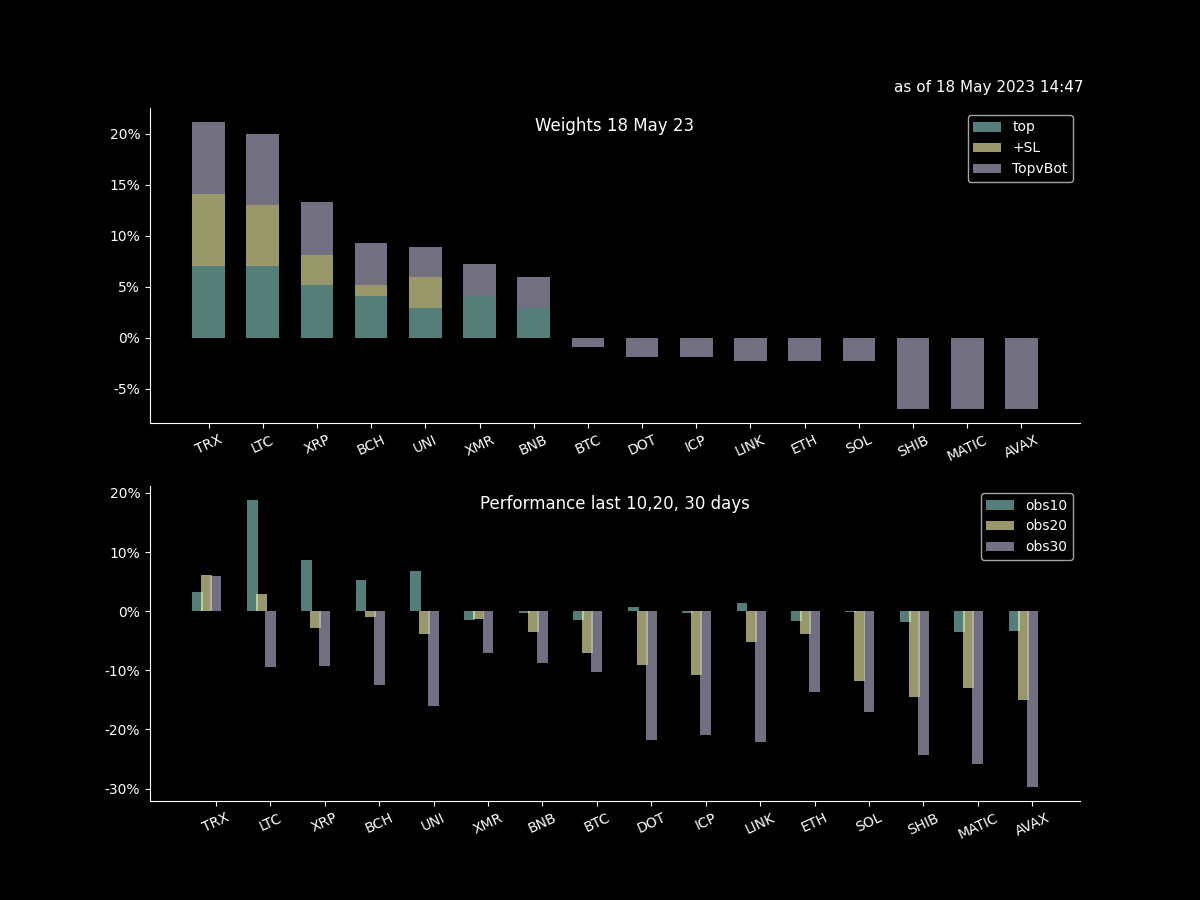 as of 18 May 2023 14:47
Weights 18 May 23
top
+SL
TopvBot
20%
15%
10%
5%
0%
-5%
TRX LTC XRP BCH UNI XMR BNB BTC DOT ICP LINK ETH SOL SHIB MATIC AVAX
Performance last 10,20, 30 days
obs10
obs20
obs30
20%
10%
0%
-10%
-20%
-30%
TRX LTC XRP BCH UNI XMR BNB BTC DOT ICP LINK ETH SOL SHIB MATIC AVAX